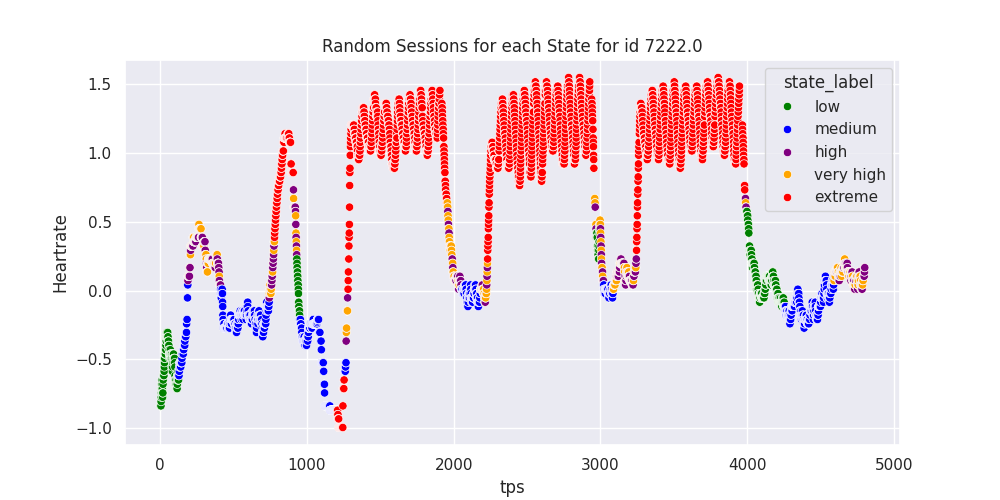 Random Sessions for each State for id 7222.0
Heartrate
1.5
1.0
0.5
0.0
−0.5
−1.0
0
1000
2000
3000
4000
5000
tps
state_label
low
medium
high
very high
extreme